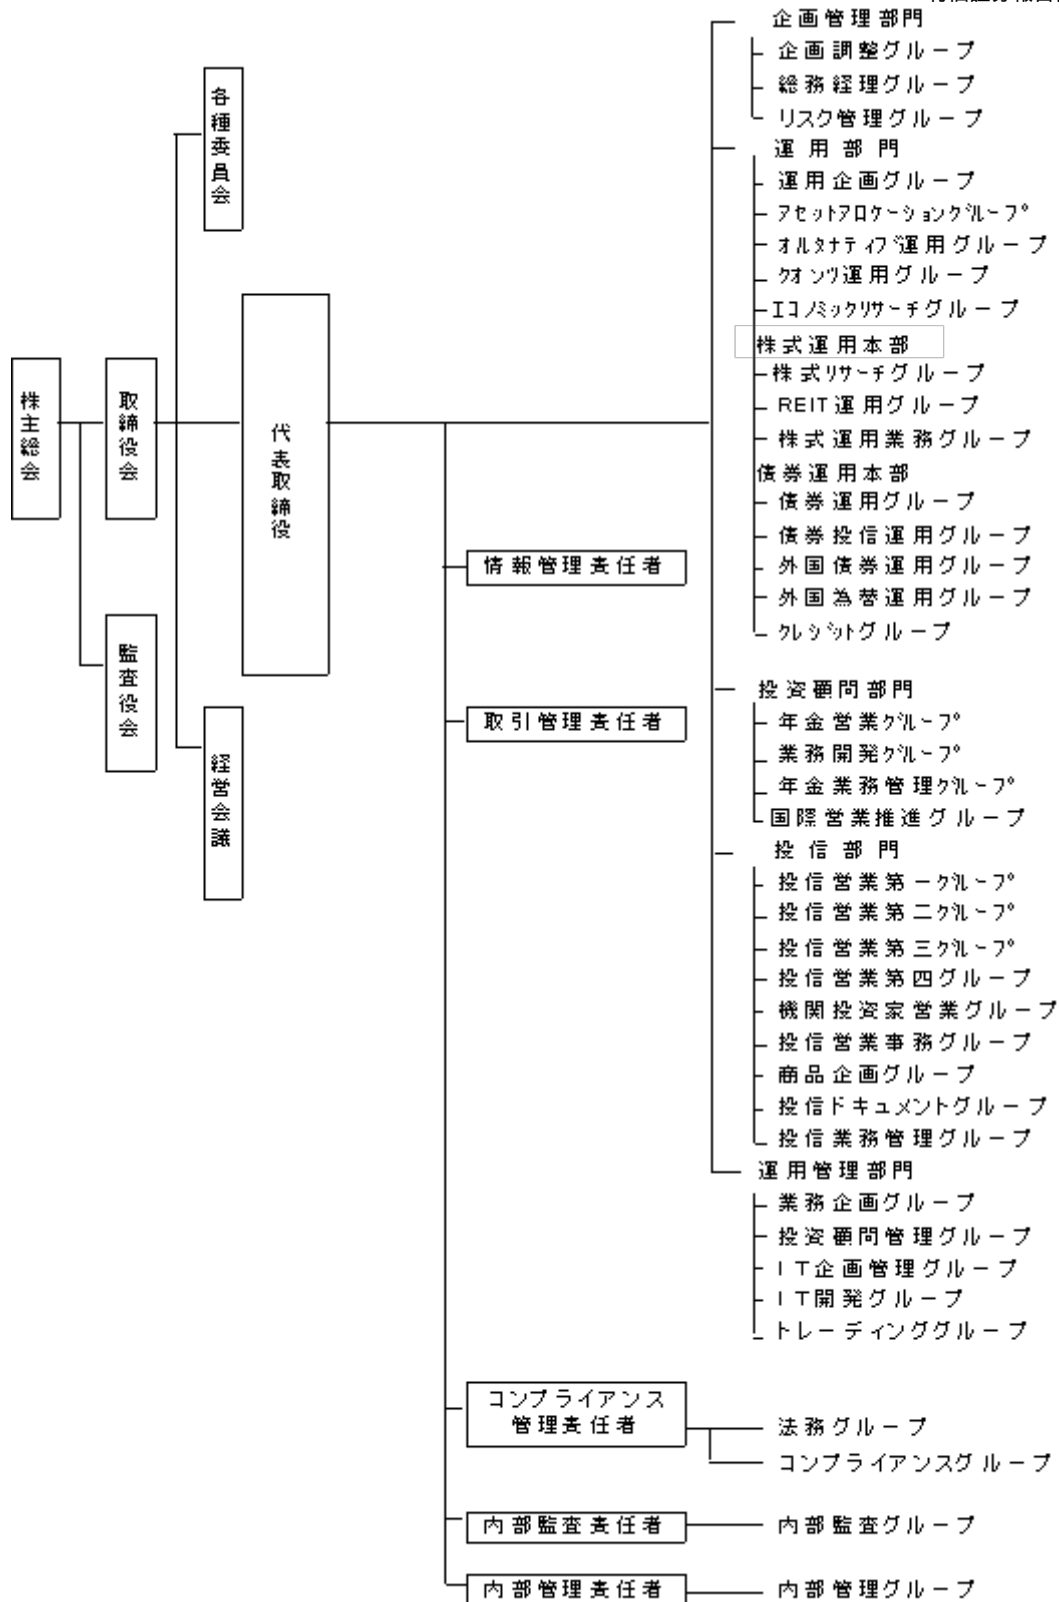 企画管理部門
企画調整グループ
総務経理グループ
リスク管理グループ
運用部門
運用企画グループ
アセットアロケーショングループ
オルタナティブ運用グループ
クオンツ運用グループ
エコノミックリサーチグループ
株式運用本部
株式リサーチグループ
REIT運用グループ
株式運用業務グループ
債券運用本部
債券運用グループ
債券投信運用グループ
外国債券運用グループ
外国為替運用グループ
クレジットグループ
投資顧問部門
年金営業グループ
業務開発グループ
年金業務管理グループ
国際営業推進グループ
投信部門
投信営業第一グループ
投信営業第二グループ
投信営業第三グループ
投信営業第四グループ
機関投資家営業グループ
投信営業事務グループ
商品企画グループ
投信ドキュメントグループ
投信業務管理グループ
運用管理部門
業務企画グループ
投資顧問管理グループ
IT企画管理グループ
IT開発グループ
トレーディンググループ
株主総会
取締役会
監査役会
各種委員会
経営会議
代表取締役
情報管理責任者
取引管理責任者
コンプライアンス
管理責任者
法務グループ
コンプライアンスグループ
内部監査責任者
内部監査グループ
内部管理責任者
内部管理グループ